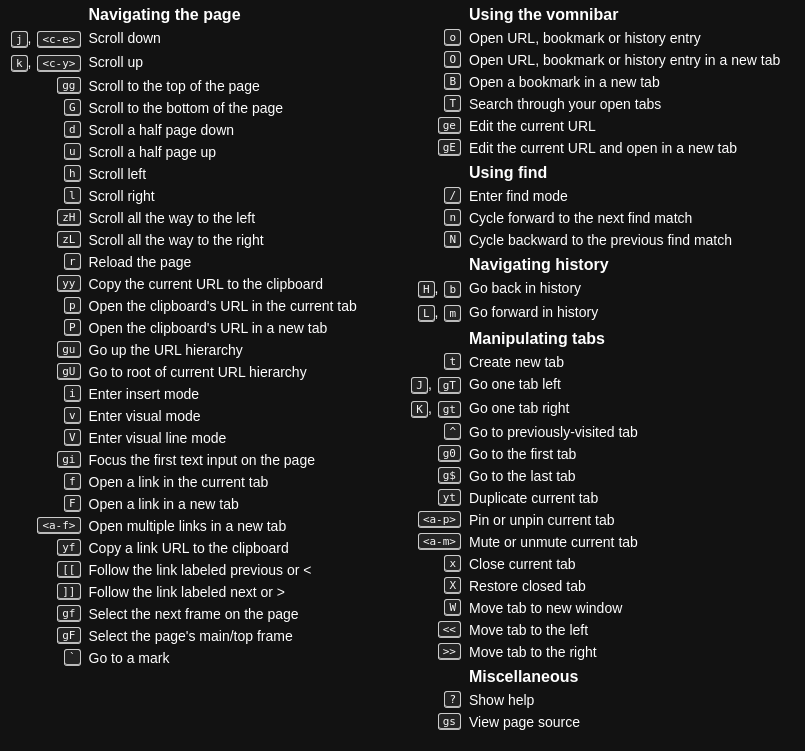 Navigating the page
j, <c-e> Scroll down
k, <c-y> Scroll up
gg Scroll to the top of the page
G Scroll to the bottom of the page
d Scroll a half page down
u Scroll a half page up
h Scroll left
l Scroll right
zH Scroll all the way to the left
zL Scroll all the way to the right
r Reload the page
yy Copy the current URL to the clipboard
p Open the clipboard's URL in the current tab
P Open the clipboard's URL in a new tab
gu Go up the URL hierarchy
gU Go to root of current URL hierarchy
i Enter insert mode
v Enter visual mode
V Enter visual line mode
gi Focus the first text input on the page
f Open a link in the current tab
F Open a link in a new tab
<a-f> Open multiple links in a new tab
yf Copy a link URL to the clipboard
[[ Follow the link labeled previous or <
]] Follow the link labeled next or >
gf Select the next frame on the page
gF Select the page's main/top frame
` Go to a mark
Using the vomnibar
o Open URL, bookmark or history entry
O Open URL, bookmark or history entry in a new tab
B Open a bookmark in a new tab
T Search through your open tabs
ge Edit the current URL
gE Edit the current URL and open in a new tab
Using find
/ Enter find mode
n Cycle forward to the next find match
N Cycle backward to the previous find match
Navigating history
H, b Go back in history
L, m Go forward in history
Manipulating tabs
t Create new tab
J, gT Go one tab left
K, gt Go one tab right
^ Go to previously-visited tab
g0 Go to the first tab
g$ Go to the last tab
yt Duplicate current tab
<a-p> Pin or unpin current tab
<a-m> Mute or unmute current tab
x Close current tab
X Restore closed tab
W Move tab to new window
<< Move tab to the left
>> Move tab to the right
Miscellaneous
? Show help
gs View page source